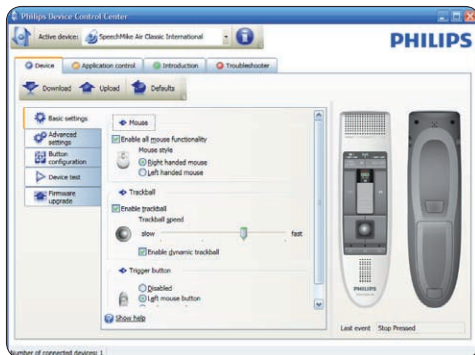 Philips Device Control Center
Active device: SpeechMike Air Classic International
PHILIPS
Device Application control Introduction Troubleshooter
Download Upload Defaults
Basic settings
Advanced settings
Button configuration
Device test
Firmware upgrade
Mouse
Enable all mouse functionality
Mouse style
Right handed mouse
Left handed mouse
Trackball
Enable trackball
Trackball speed
slow fast
Enable dynamic trackball
Trigger button
Disabled
Left mouse button
Show help
PHILIPS
Last event Stop Pressed
Number of connected devices: 1